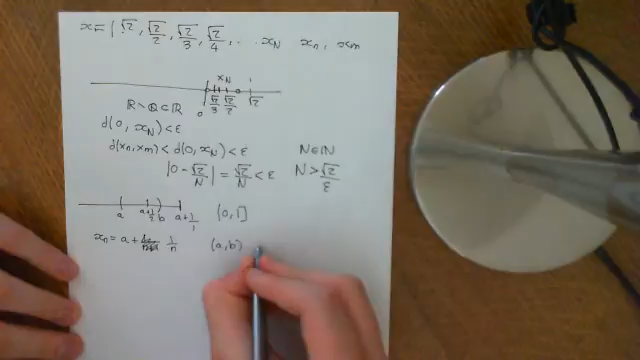 x = { √2, √2/2, √2/3, √2/4, ... x_N x_n, x_m
x_N
0 √2/3 √2/2 √2
ℝ \ ℚ ⊂ ℝ
d(0, x_N) < ε
d(x_n, x_m) < d(0, x_N) < ε N ∈ ℕ
|0 - √2/N| = √2/N < ε N > √2/ε
a a+1/2 b a+1/1 (0,1]
x_n = a + 1/n (a,b)